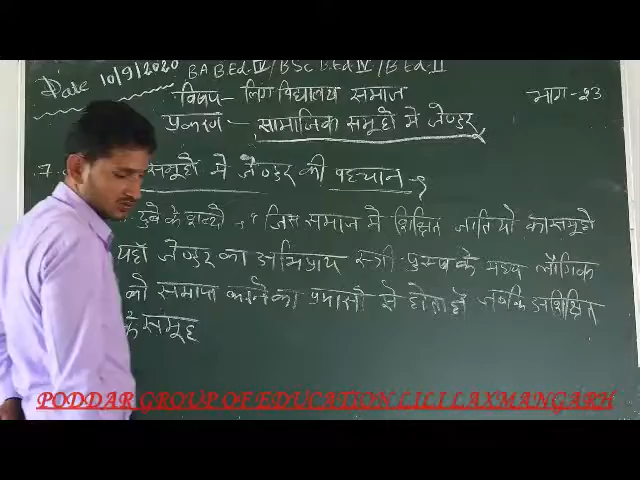 Date 10/9/2020
B.A B.Ed-IV / BSc B.Ed IV / B.Ed-II
विषय - लिंग विद्यालय समाज
भाग-23
प्रकरण - सामाजिक समूहों में जेण्डर
7. समूहों में जेण्डर की पहचान -
दुबे के शब्दों - "जिस समाज में शिक्षित जातियों का समूह
यहाँ जेण्डर का अभिप्राय स्त्री-पुरुष के मध्य लैंगिक
को समाप्त करने का प्रयासों से होता हो जबकि अशिक्षित
के समूह
PODDAR GROUP OF EDUCATION LILI LAXMANGARH